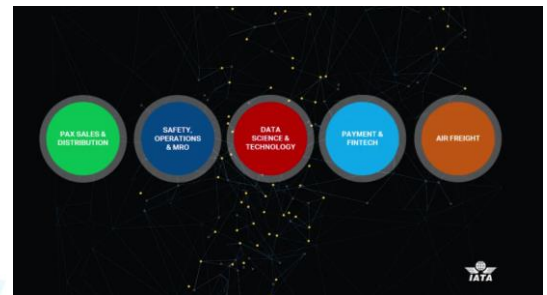 PAX SALES &
DISTRIBUTION
SAFETY,
OPERATIONS
& MRO
DATA
SCIENCE &
TECHNOLOGY
PAYMENT &
FINTECH
AIR FREIGHT
IATA